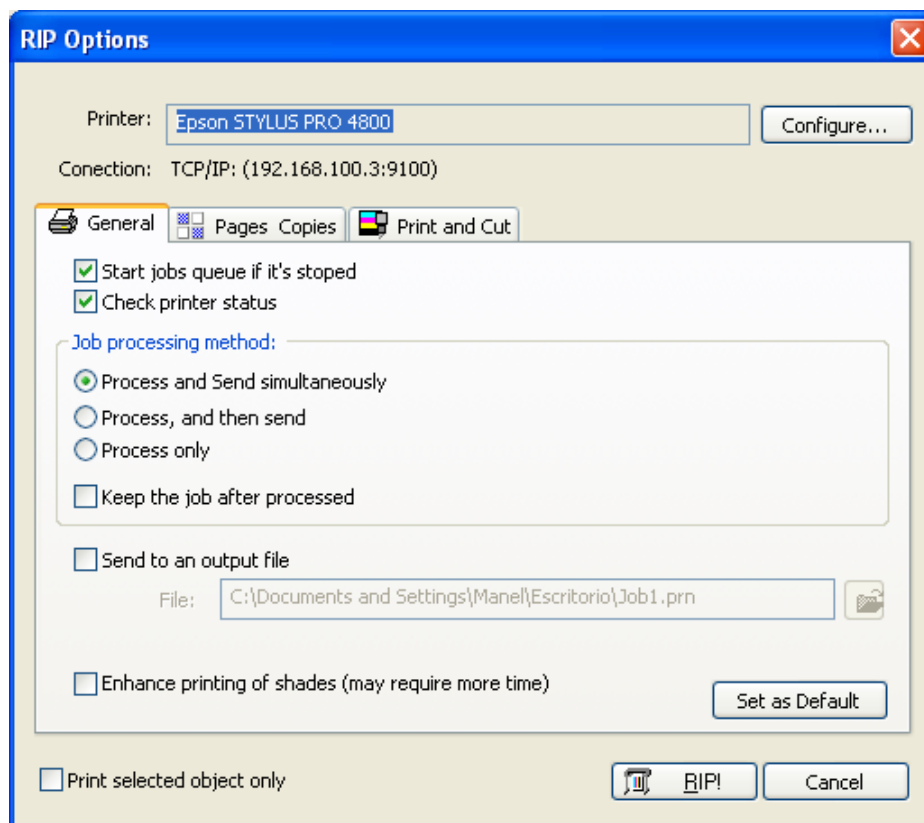 RIP Options
Printer: Epson STYLUS PRO 4800 Configure...
Conection: TCP/IP: (192.168.100.3:9100)
General Pages Copies Print and Cut
Start jobs queue if it's stoped
Check printer status
Job processing method:
Process and Send simultaneously
Process, and then send
Process only
Keep the job after processed
Send to an output file
File: C:\Documents and Settings\Manel\Escritorio\Job1.prn
Enhance printing of shades (may require more time)
Set as Default
Print selected object only RIP! Cancel